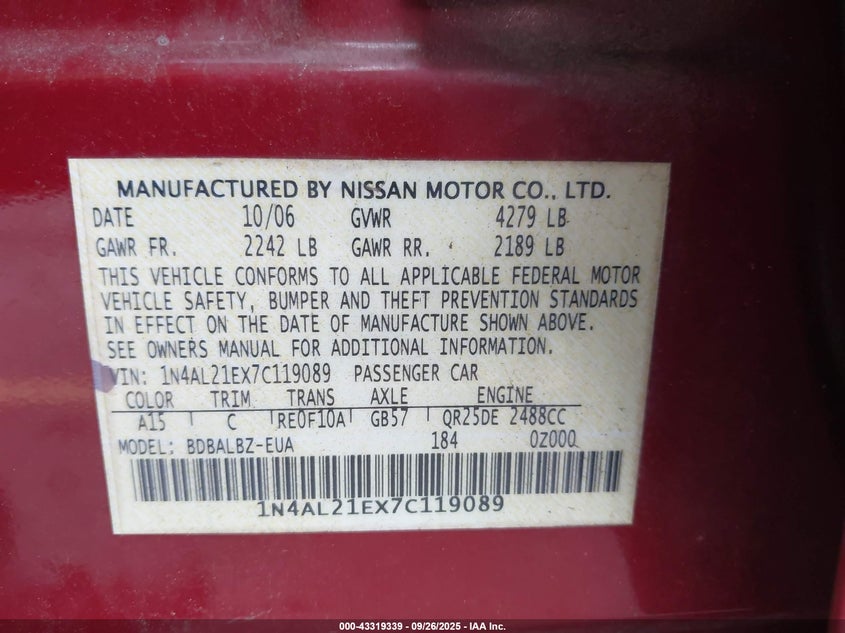 MANUFACTURED BY NISSAN MOTOR CO., LTD.
DATE 10/06 GVWR 4279 LB
GAWR FR. 2242 LB GAWR RR. 2189 LB
THIS VEHICLE CONFORMS TO ALL APPLICABLE FEDERAL MOTOR
VEHICLE SAFETY, BUMPER AND THEFT PREVENTION STANDARDS
IN EFFECT ON THE DATE OF MANUFACTURE SHOWN ABOVE.
SEE OWNERS MANUAL FOR ADDITIONAL INFORMATION.
VIN: 1N4AL21EX7C119089 PASSENGER CAR
COLOR TRIM TRANS AXLE ENGINE
A15 C RE0F10A GB57 QR25DE 2488CC
MODEL: BDBALBZ-EUA 184 0Z000
1N4AL21EX7C119089
000-43319339 - 09/26/2025 - IAA Inc.